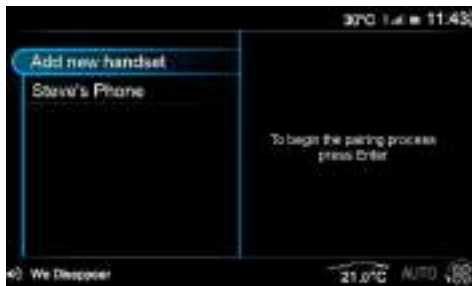 30°C 11.43
Add new handset
Steve's Phone
To begin the pairing process
press Enter
We Disappear
21.0°C AUTO